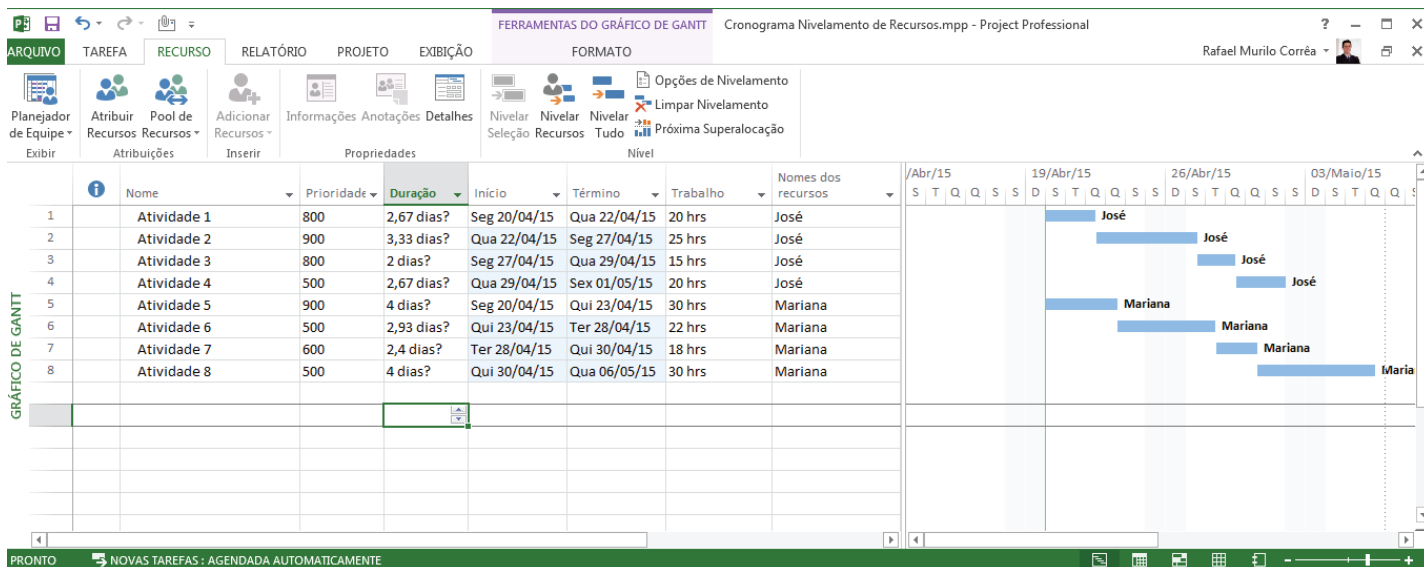 FERRAMENTAS DO GRÁFICO DE GANTT Cronograma Nivelamento de Recursos.mpp - Project Professional
ARQUIVO TAREFA RECURSO RELATÓRIO PROJETO EXIBIÇÃO FORMATO Rafael Murilo Corrêa
Planejador de Equipe
Atribuir Recursos
Pool de Recursos
Adicionar Recursos
Informações Anotações Detalhes
Nivelar Seleção
Nivelar Recursos
Nivelar Tudo
Opções de Nivelamento
Limpar Nivelamento
Próxima Superalocação
Exibir Atribuições Inserir Propriedades Nível
Nome Prioridade Duração Início Término Trabalho Nomes dos recursos
/Abr/15 19/Abr/15 26/Abr/15 03/Maio/15
S T Q Q S S D S T Q Q S S D S T Q Q S S D S T Q Q S
1 Atividade 1 800 2,67 dias? Seg 20/04/15 Qua 22/04/15 20 hrs José José
2 Atividade 2 900 3,33 dias? Qua 22/04/15 Seg 27/04/15 25 hrs José José
3 Atividade 3 800 2 dias? Seg 27/04/15 Qua 29/04/15 15 hrs José José
4 Atividade 4 500 2,67 dias? Qua 29/04/15 Sex 01/05/15 20 hrs José José
5 Atividade 5 900 4 dias? Seg 20/04/15 Qui 23/04/15 30 hrs Mariana Mariana
6 Atividade 6 500 2,93 dias? Qui 23/04/15 Ter 28/04/15 22 hrs Mariana Mariana
7 Atividade 7 600 2,4 dias? Ter 28/04/15 Qui 30/04/15 18 hrs Mariana Mariana
8 Atividade 8 500 4 dias? Qui 30/04/15 Qua 06/05/15 30 hrs Mariana Maria
GRÁFICO DE GANTT
PRONTO NOVAS TAREFAS : AGENDADA AUTOMATICAMENTE